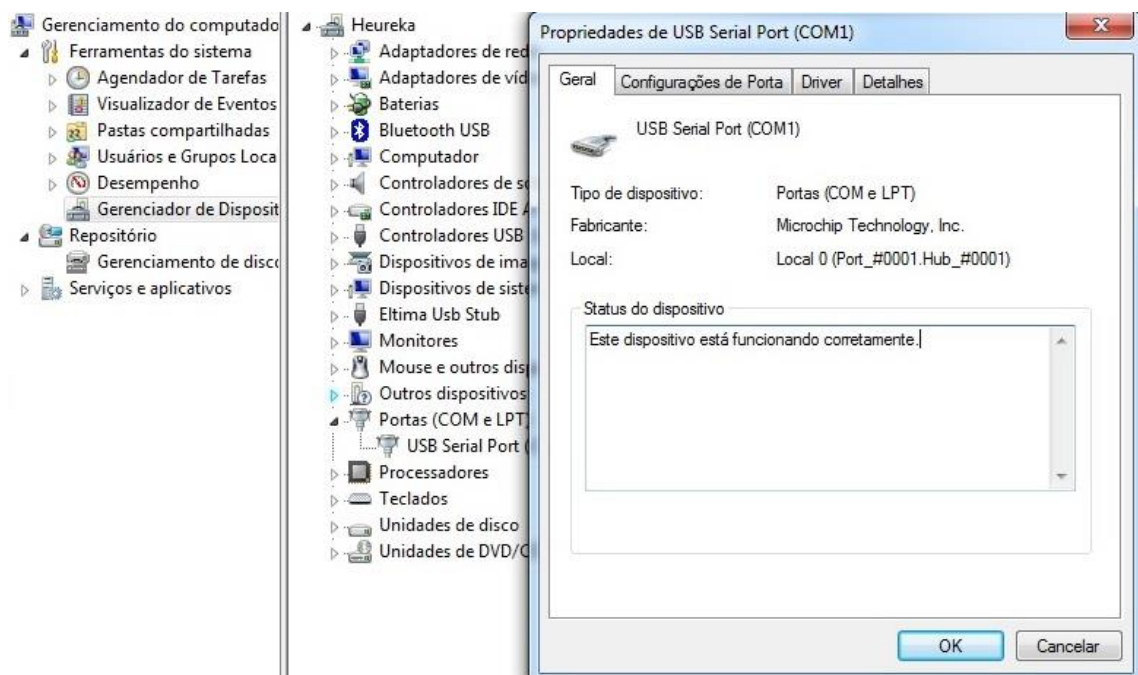 Gerenciamento do computado
Ferramentas do sistema
Agendador de Tarefas
Visualizador de Eventos
Pastas compartilhadas
Usuários e Grupos Loca
Desempenho
Gerenciador de Disposit
Repositório
Gerenciamento de disco
Serviços e aplicativos
Heureka
Adaptadores de red
Adaptadores de víd
Baterias
Bluetooth USB
Computador
Controladores de so
Controladores IDE A
Controladores USB
Dispositivos de ima
Dispositivos de siste
Eltima Usb Stub
Monitores
Mouse e outros disp
Outros dispositivos
Portas (COM e LPT)
USB Serial Port (
Processadores
Teclados
Unidades de disco
Unidades de DVD/C
Propriedades de USB Serial Port (COM1)
Geral Configurações de Porta Driver Detalhes
USB Serial Port (COM1)
Tipo de dispositivo: Portas (COM e LPT)
Fabricante: Microchip Technology, Inc.
Local: Local 0 (Port_#0001.Hub_#0001)
Status do dispositivo
Este dispositivo está funcionando corretamente.
OK Cancelar